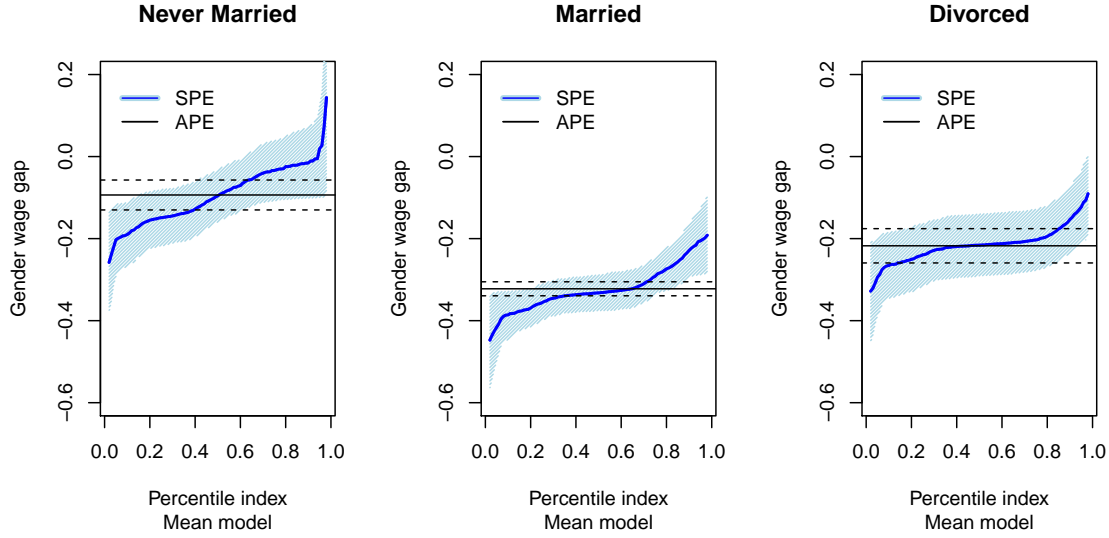 Never Married
Gender wage gap
0.2
0.0
−0.2
−0.4
−0.6
SPE
APE
0.0 0.2 0.4 0.6 0.8 1.0
Percentile index
Mean model
Married
Gender wage gap
0.2
0.0
−0.2
−0.4
−0.6
SPE
APE
0.0 0.2 0.4 0.6 0.8 1.0
Percentile index
Mean model
Divorced
Gender wage gap
0.2
0.0
−0.2
−0.4
−0.6
SPE
APE
0.0 0.2 0.4 0.6 0.8 1.0
Percentile index
Mean model